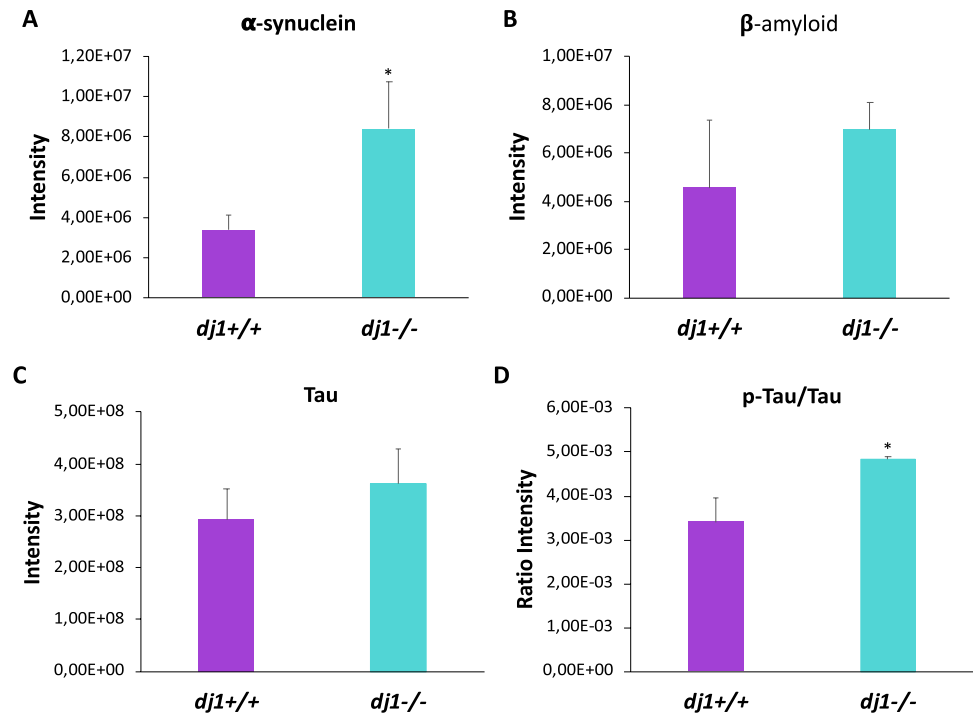 A
α-synuclein
1,20E+07
1,00E+07
8,00E+06
6,00E+06
4,00E+06
2,00E+06
0,00E+00
Intensity
*
dj1+/+
dj1-/-
B
β-amyloid
1,00E+07
8,00E+06
6,00E+06
4,00E+06
2,00E+06
0,00E+00
Intensity
dj1+/+
dj1-/-
C
Tau
5,00E+08
4,00E+08
3,00E+08
2,00E+08
1,00E+08
0,00E+00
Intensity
dj1+/+
dj1-/-
D
p-Tau/Tau
6,00E-03
5,00E-03
4,00E-03
3,00E-03
2,00E-03
1,00E-03
0,00E+00
Ratio Intensity
*
dj1+/+
dj1-/-